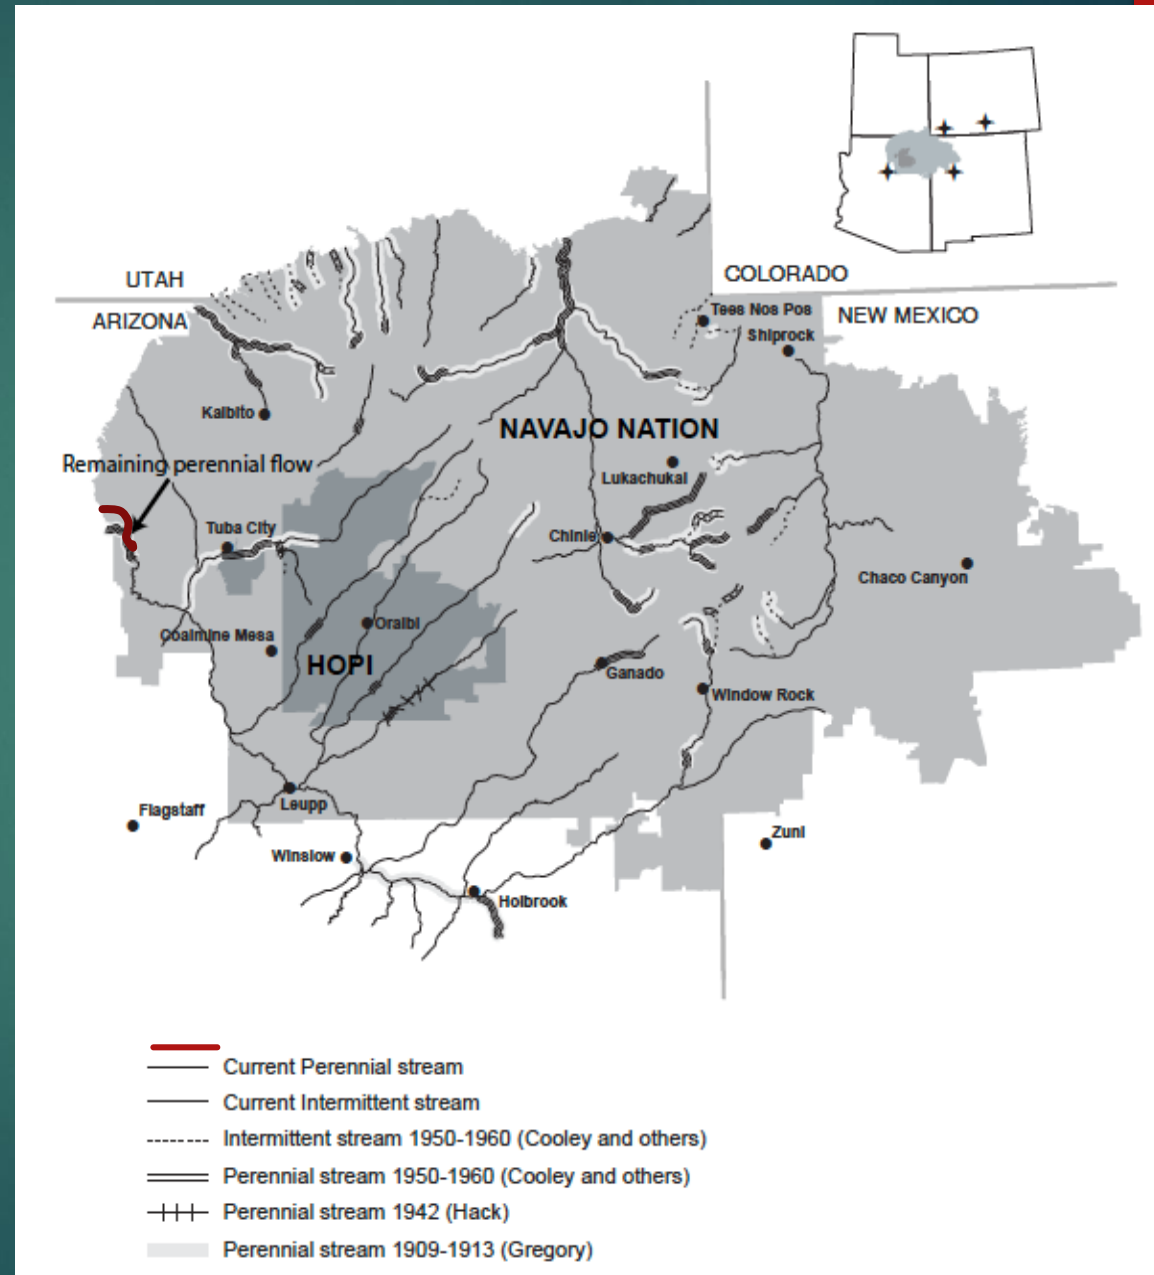 UTAH
COLORADO
ARIZONA
NEW MEXICO
Tees Nos Pos
Shiprock
Kaibito
NAVAJO NATION
Remaining perennial flow
Lukachukai
Tuba City
Chinle
Chaco Canyon
Coalmine Mesa
Oraibi
HOPI
Ganado
Window Rock
Flagstaff
Leupp
Zuni
Winslow
Holbrook
Current Perennial stream
Current Intermittent stream
Intermittent stream 1950-1960 (Cooley and others)
Perennial stream 1950-1960 (Cooley and others)
Perennial stream 1942 (Hack)
Perennial stream 1909-1913 (Gregory)